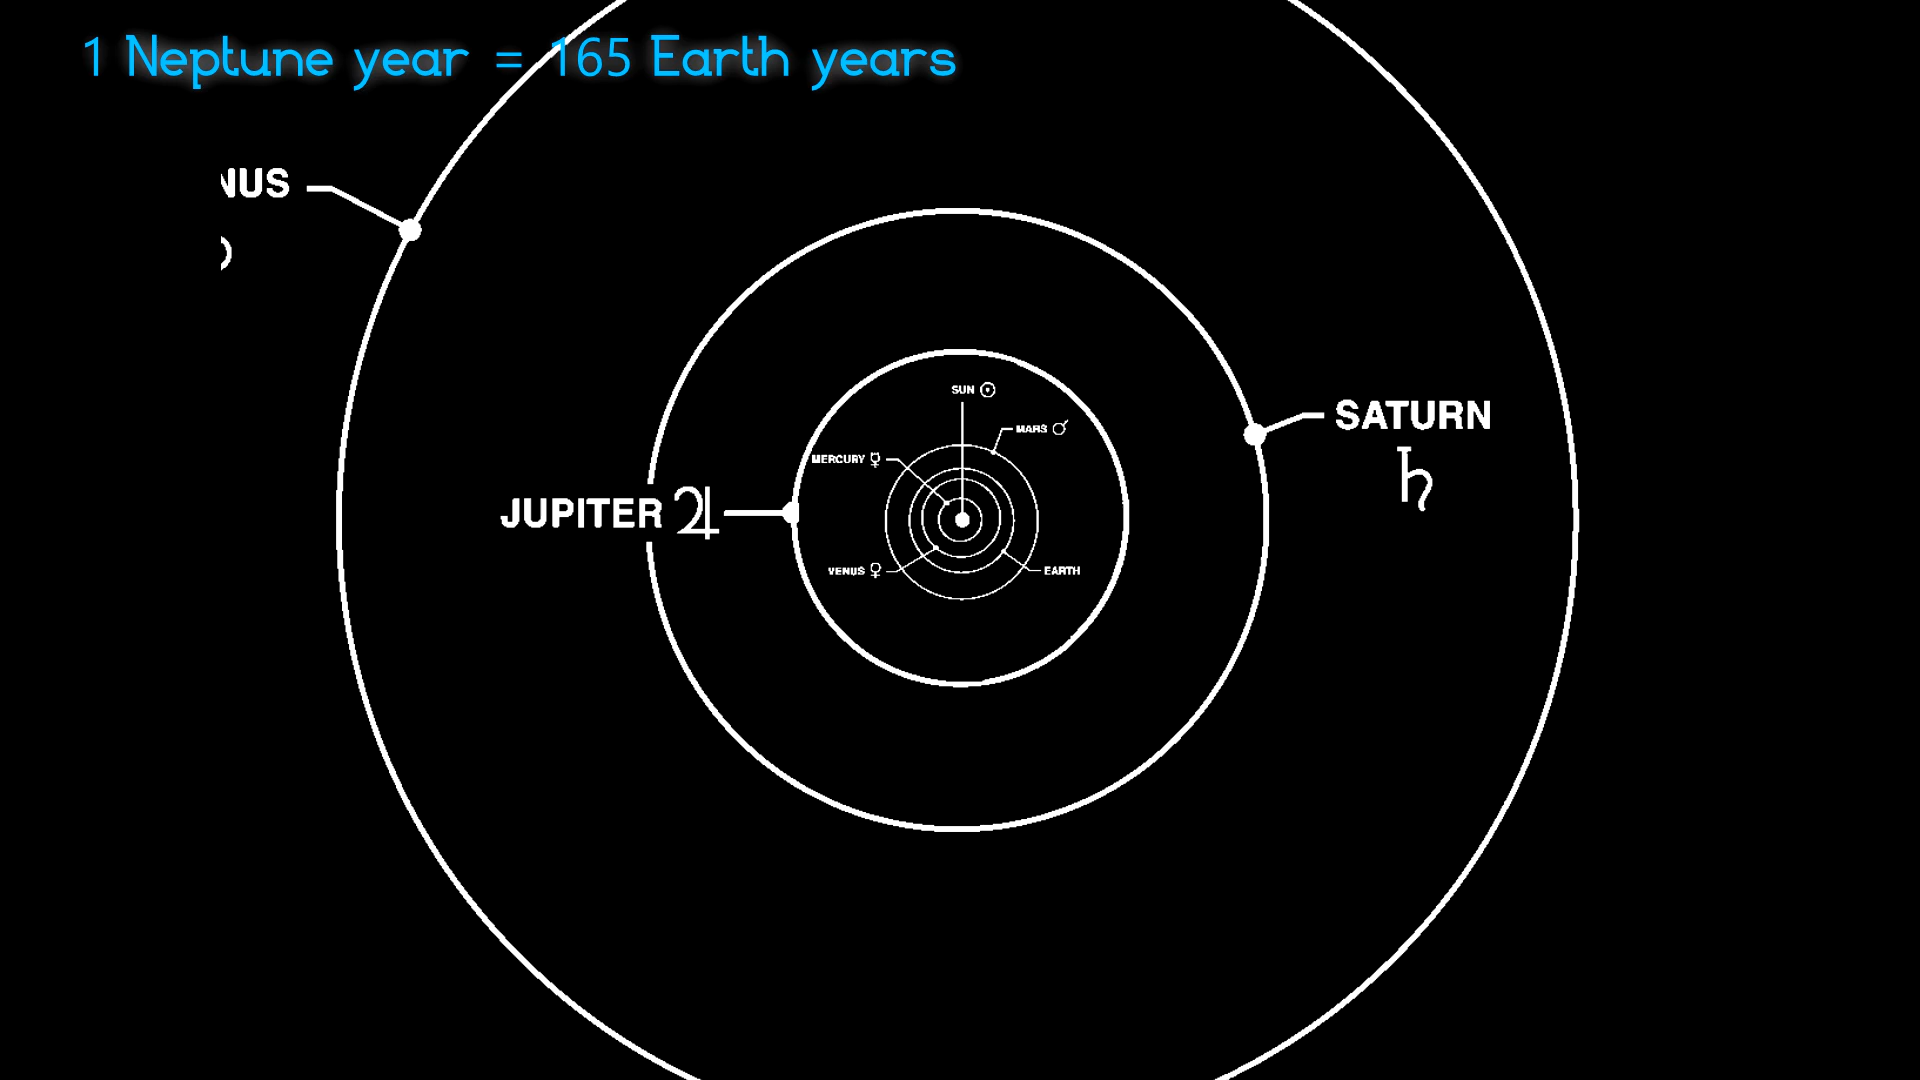 1 Neptune year = 165 Earth years
NUS
SUN ☉
MARS ♂
SATURN
♄
MERCURY ☿
JUPITER ♃
VENUS ♀
EARTH